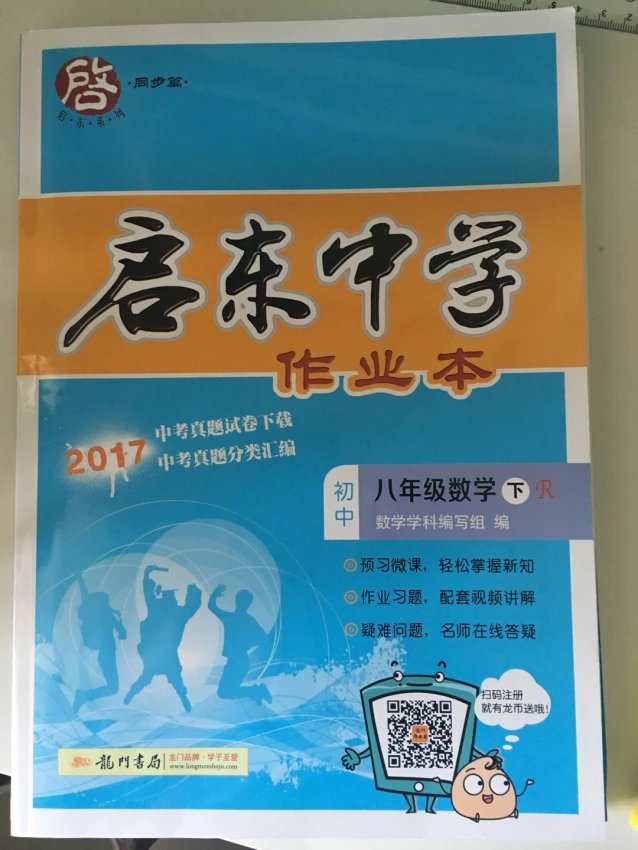 啓
·同步篇·
启·东·系·列
启东中学
作业本
2017
中考真题试卷下载
中考真题分类汇编
初中
八年级数学 下 R
数学学科编写组 编
预习微课，轻松掌握新知
作业习题，配套视频讲解
疑难问题，名师在线答疑
扫码注册
就有龙币送哦！
龍門書局
龙门品牌·学子至爱
www.longmenshuju.com